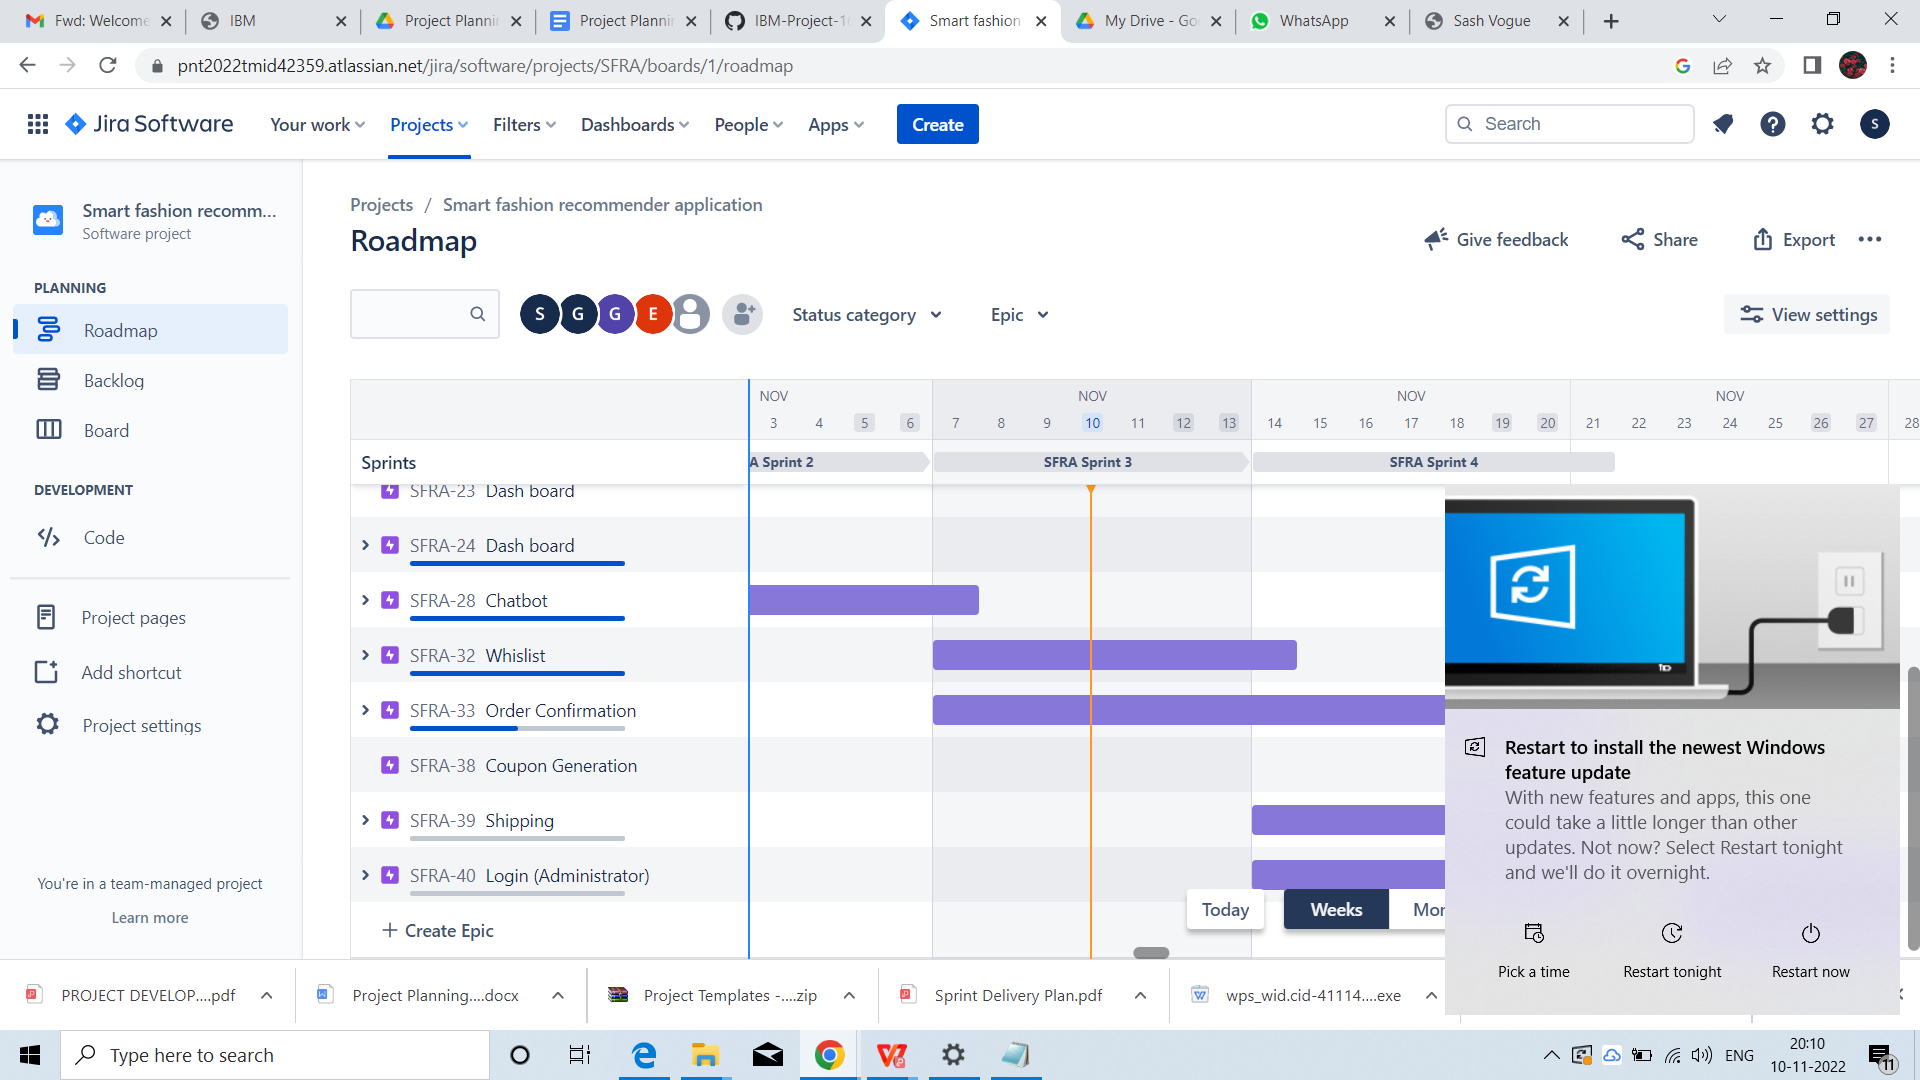 Fwd: Welcome
IBM
Project Planni
Project Planni
IBM-Project-1
Smart fashion
My Drive - Go
WhatsApp
Sash Vogue
pnt2022tmid42359.atlassian.net/jira/software/projects/SFRA/boards/1/roadmap
Jira Software
Your work
Projects
Filters
Dashboards
People
Apps
Create
Search
S
Smart fashion recomm...
Software project
PLANNING
Roadmap
Backlog
Board
DEVELOPMENT
Code
Project pages
Add shortcut
Project settings
You're in a team-managed project
Learn more
Projects / Smart fashion recommender application
Roadmap
Give feedback
Share
Export
S G G E
Status category
Epic
View settings
NOV NOV NOV NOV
3 4 5 6 7 8 9 10 11 12 13 14 15 16 17 18 19 20 21 22 23 24 25 26 27 28
Sprints
A Sprint 2
SFRA Sprint 3
SFRA Sprint 4
SFRA-23 Dash board
SFRA-24 Dash board
SFRA-28 Chatbot
SFRA-32 Whislist
SFRA-33 Order Confirmation
SFRA-38 Coupon Generation
SFRA-39 Shipping
SFRA-40 Login (Administrator)
+ Create Epic
Today
Weeks
Mor
Restart to install the newest Windows
feature update
With new features and apps, this one
could take a little longer than other
updates. Not now? Select Restart tonight
and we'll do it overnight.
Pick a time
Restart tonight
Restart now
PROJECT DEVELOP....pdf
Project Planning....docx
Project Templates -....zip
Sprint Delivery Plan.pdf
wps_wid.cid-41114....exe
Type here to search
ENG
20:10
10-11-2022
11